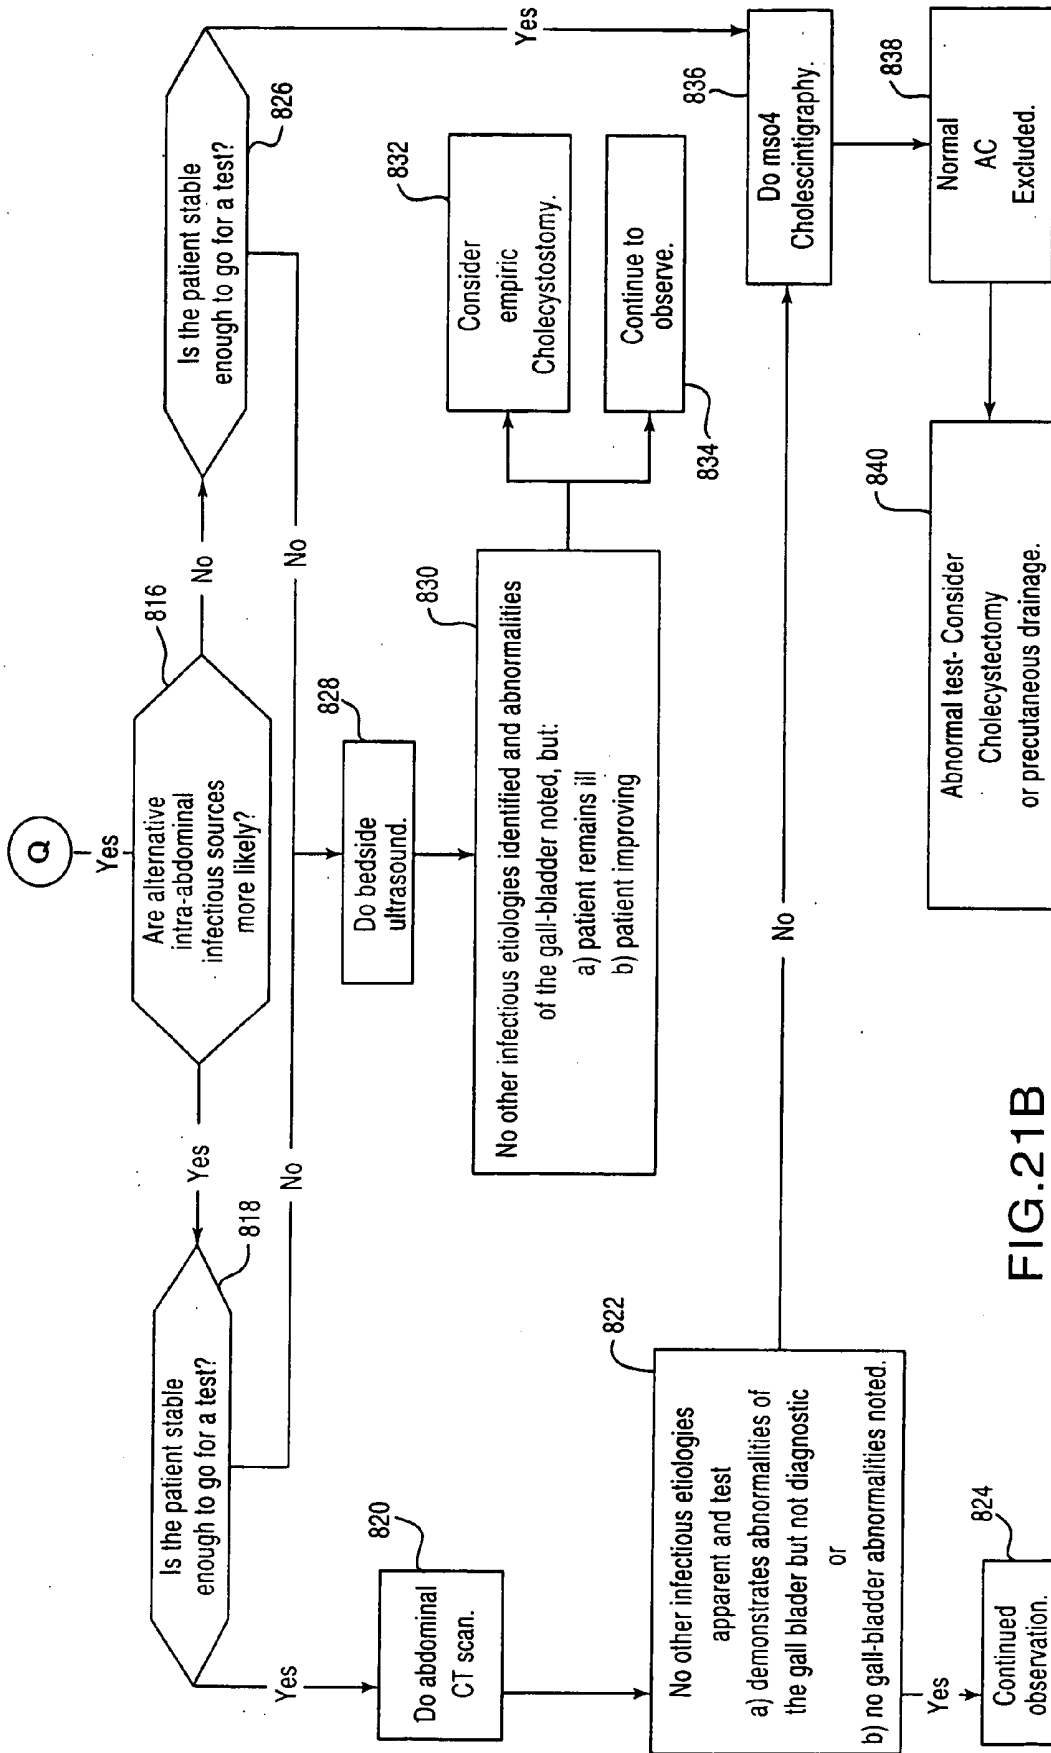 Q
Yes
Are alternative
intra-abdominal
infectious sources
more likely?
816
Yes
No
Is the patient stable
enough to go for a test?
818
Is the patient stable
enough to go for a test?
826
No
No
Yes
Yes
Do abdominal
CT scan.
820
Do bedside
ultrasound.
828
No other infectious etiologies identified and abnormalities
of the gall-bladder noted, but:
a) patient remains ill
b) patient improving
830
Consider
empiric
Cholecystostomy.
832
Continue to
observe.
834
No other infectious etiologies
apparent and test
a) demonstrates abnormalities of
the gall blader but not diagnostic
or
b) no gall-bladder abnormalities noted.
822
No
Yes
Continued
observation.
824
Do mso4
Cholescintigraphy.
836
Normal
AC
Excluded.
838
Abnormal test- Consider
Cholecystectomy
or precutaneous drainage.
840
FIG.21B